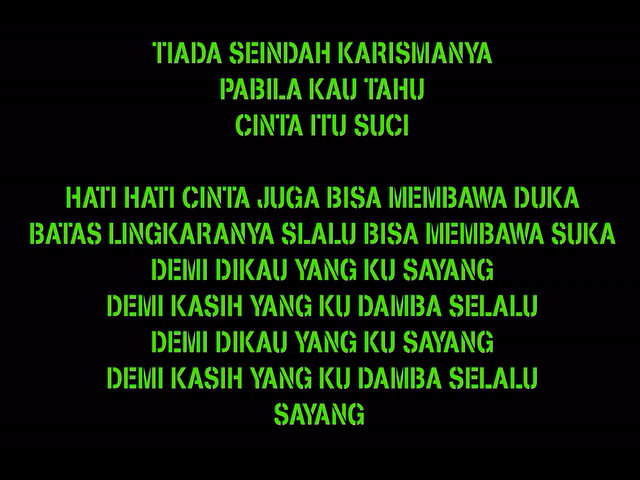 TIADA SEINDAH KARISMANYA
PABILA KAU TAHU
CINTA ITU SUCI
HATI HATI CINTA JUGA BISA MEMBAWA DUKA
BATAS LINGKARANYA SLALU BISA MEMBAWA SUKA
DEMI DIKAU YANG KU SAYANG
DEMI KASIH YANG KU DAMBA SELALU
DEMI DIKAU YANG KU SAYANG
DEMI KASIH YANG KU DAMBA SELALU
SAYANG